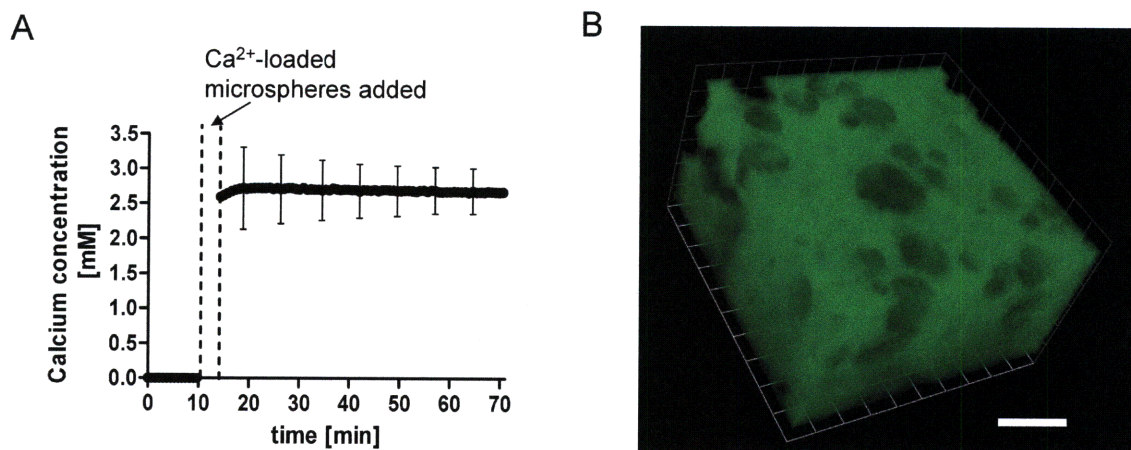 A
Ca²⁺-loaded
microspheres added
Calcium concentration
[mM]
3.5
3.0
2.5
2.0
1.5
1.0
0.5
0.0
0 10 20 30 40 50 60 70
time [min]
B